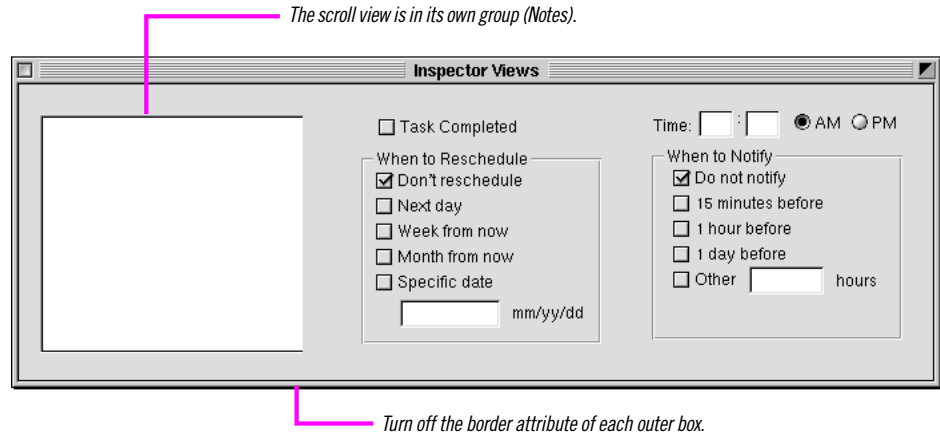 The scroll view is in its own group (Notes).
Inspector Views
Task Completed
When to Reschedule
Don't reschedule
Next day
Week from now
Month from now
Specific date
mm/yy/dd
Time: : AM PM
When to Notify
Do not notify
15 minutes before
1 hour before
1 day before
Other hours
Turn off the border attribute of each outer box.